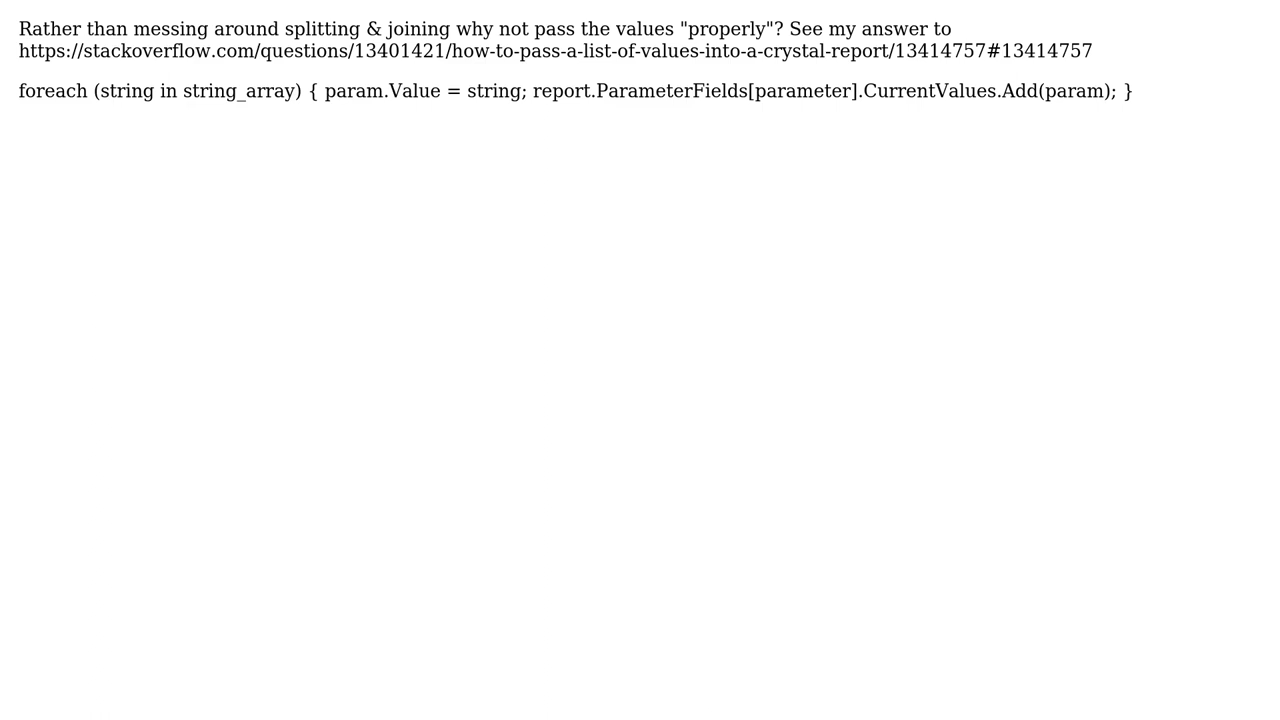 Rather than messing around splitting & joining why not pass the values "properly"? See my answer to
https://stackoverflow.com/questions/13401421/how-to-pass-a-list-of-values-into-a-crystal-report/13414757#13414757
foreach (string in string_array) { param.Value = string; report.ParameterFields[parameter].CurrentValues.Add(param); }